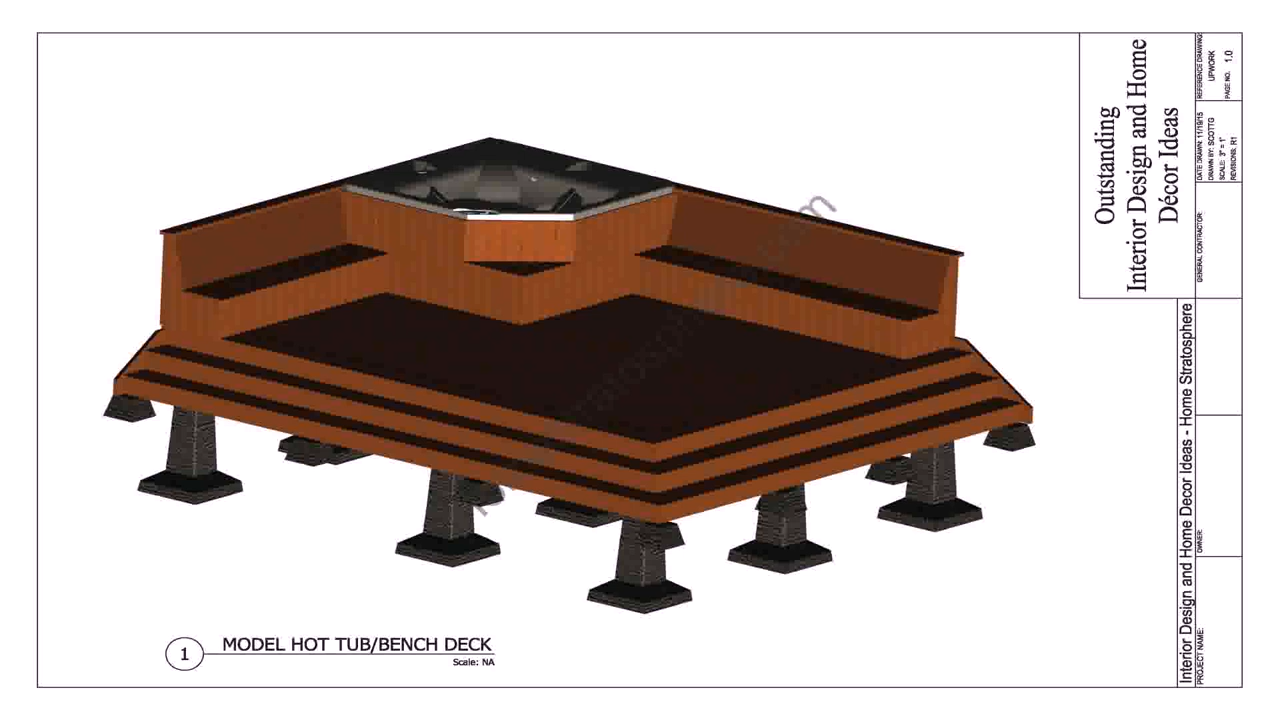 Outstanding
Interior Design and Home
Décor Ideas
REFERENCE DRAWING:
UPWORK
PAGE NO. 1.0
DATE DRAWN: 11/19/15
DRAWN BY: SCOTTG
SCALE: 3" = 1'
REVISIONS: R1
GENERAL CONTRACTOR:
Interior Design and Home Decor Ideas - Home Stratosphere
OWNER:
PROJECT NAME:
1
MODEL HOT TUB/BENCH DECK
Scale: NA